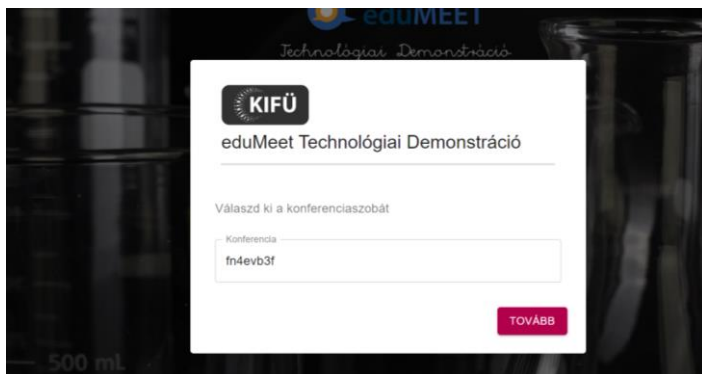 eduMEET
Technológiai Demonstráció
KIFÜ
eduMeet Technológiai Demonstráció
Válaszd ki a konferenciaszobát
Konferencia
fn4evb3f
TOVÁBB
500 mL